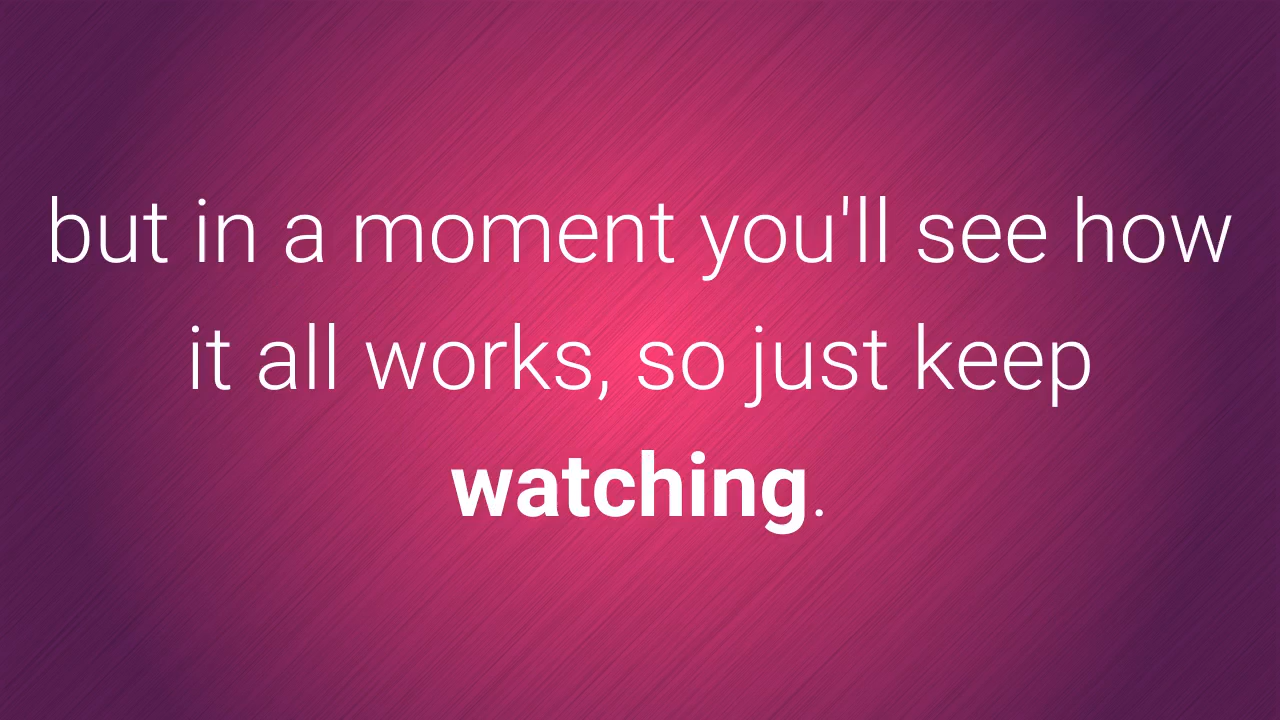 but in a moment you'll see how
it all works, so just keep
watching.